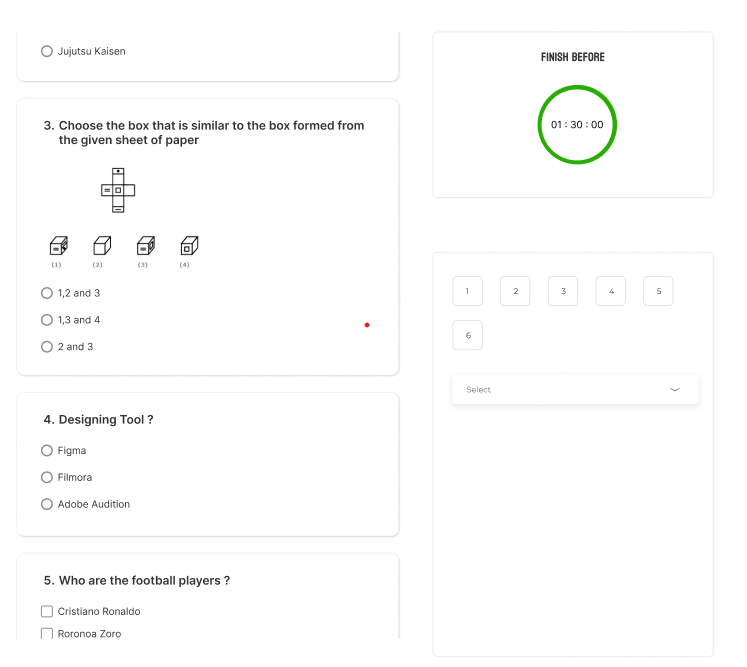 Jujutsu Kaisen
3. Choose the box that is similar to the box formed from
the given sheet of paper
(1)
(2)
(3)
(4)
1,2 and 3
1,3 and 4
2 and 3
4. Designing Tool ?
Figma
Filmora
Adobe Audition
5. Who are the football players ?
Cristiano Ronaldo
Roronoa Zoro
FINISH BEFORE
01 : 30 : 00
1
2
3
4
5
6
Select